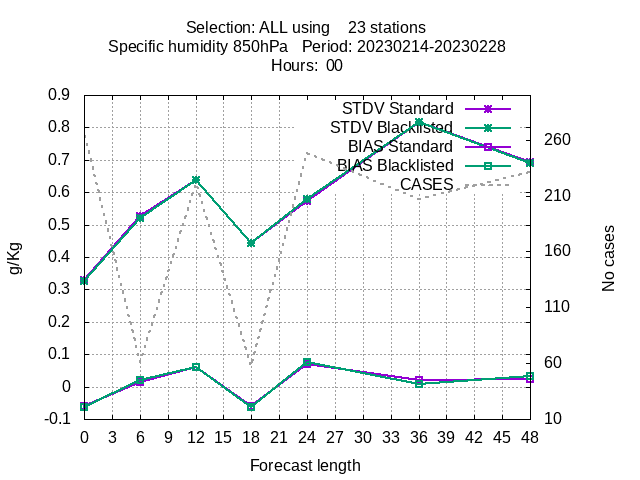 Selection: ALL using 23 stations
Specific humidity 850hPa Period: 20230214-20230228
Hours: 00
STDV Standard
STDV Blacklisted
BIAS Standard
BIAS Blacklisted
CASES
0.9
0.8
0.7
0.6
0.5
0.4
0.3
0.2
0.1
0
-0.1
g/Kg
260
210
160
110
60
10
No cases
0 3 6 9 12 15 18 21 24 27 30 33 36 39 42 45 48
Forecast length